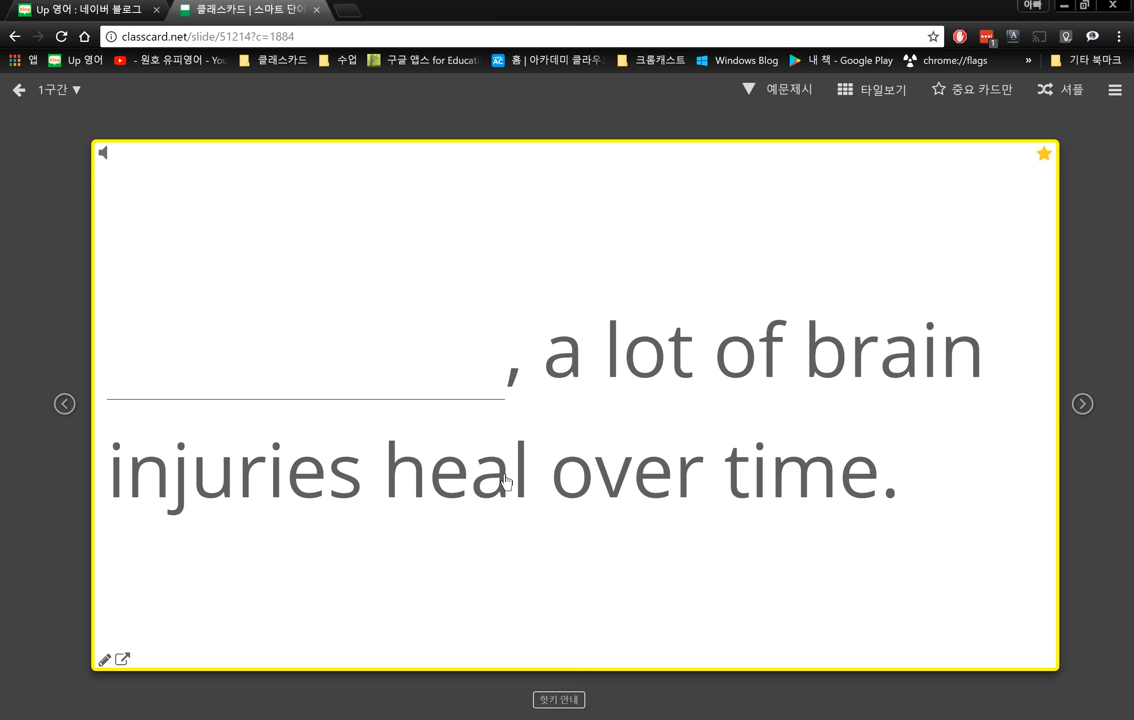 Up 영어 : 네이버 블로그
클래스카드 | 스마트 단어
아빠
classcard.net/slide/51214?c=1884
1
앱 Up 영어 - 원호 유피영어 - You 클래스카드 수업 구글 앱스 for Educati 홈 | 아카데미 클라우 크롬캐스트 Windows Blog 내 책 - Google Play chrome://flags » 기타 북마크
1구간 ▼ ▼ 예문제시 타일보기 중요 카드만 셔플
, a lot of brain
injuries heal over time.
핫키 안내